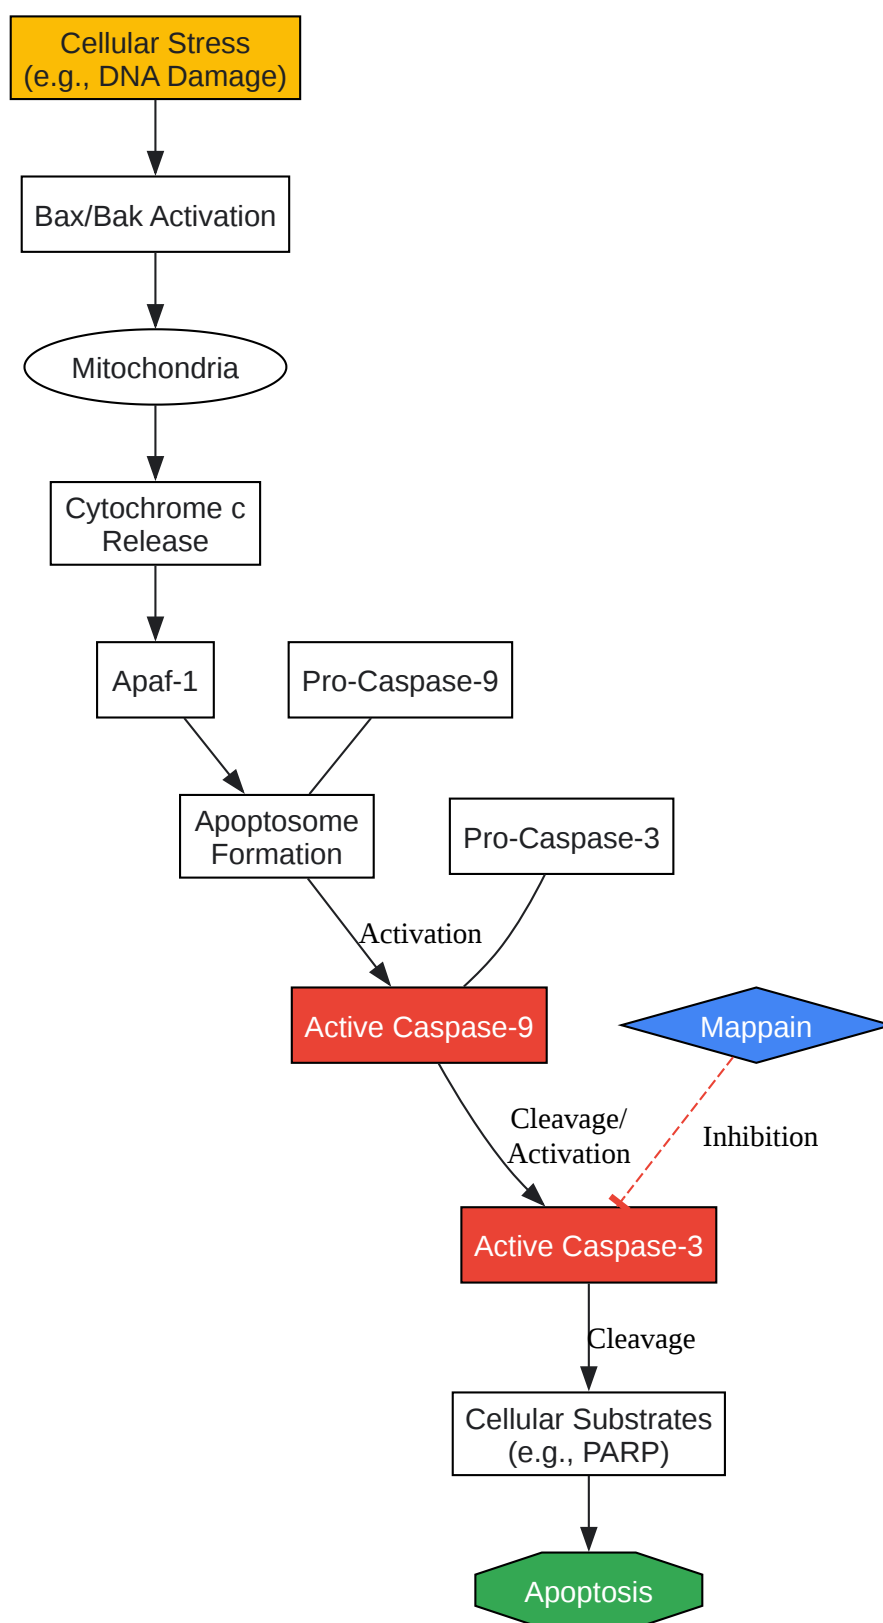 Cellular Stress
(e.g., DNA Damage)
Bax/Bak Activation
Mitochondria
Cytochrome c
Release
Apaf-1
Pro-Caspase-9
Apoptosome
Formation
Pro-Caspase-3
Activation
Active Caspase-9
Mappain
Cleavage/
Activation
Inhibition
Active Caspase-3
Cleavage
Cellular Substrates
(e.g., PARP)
Apoptosis